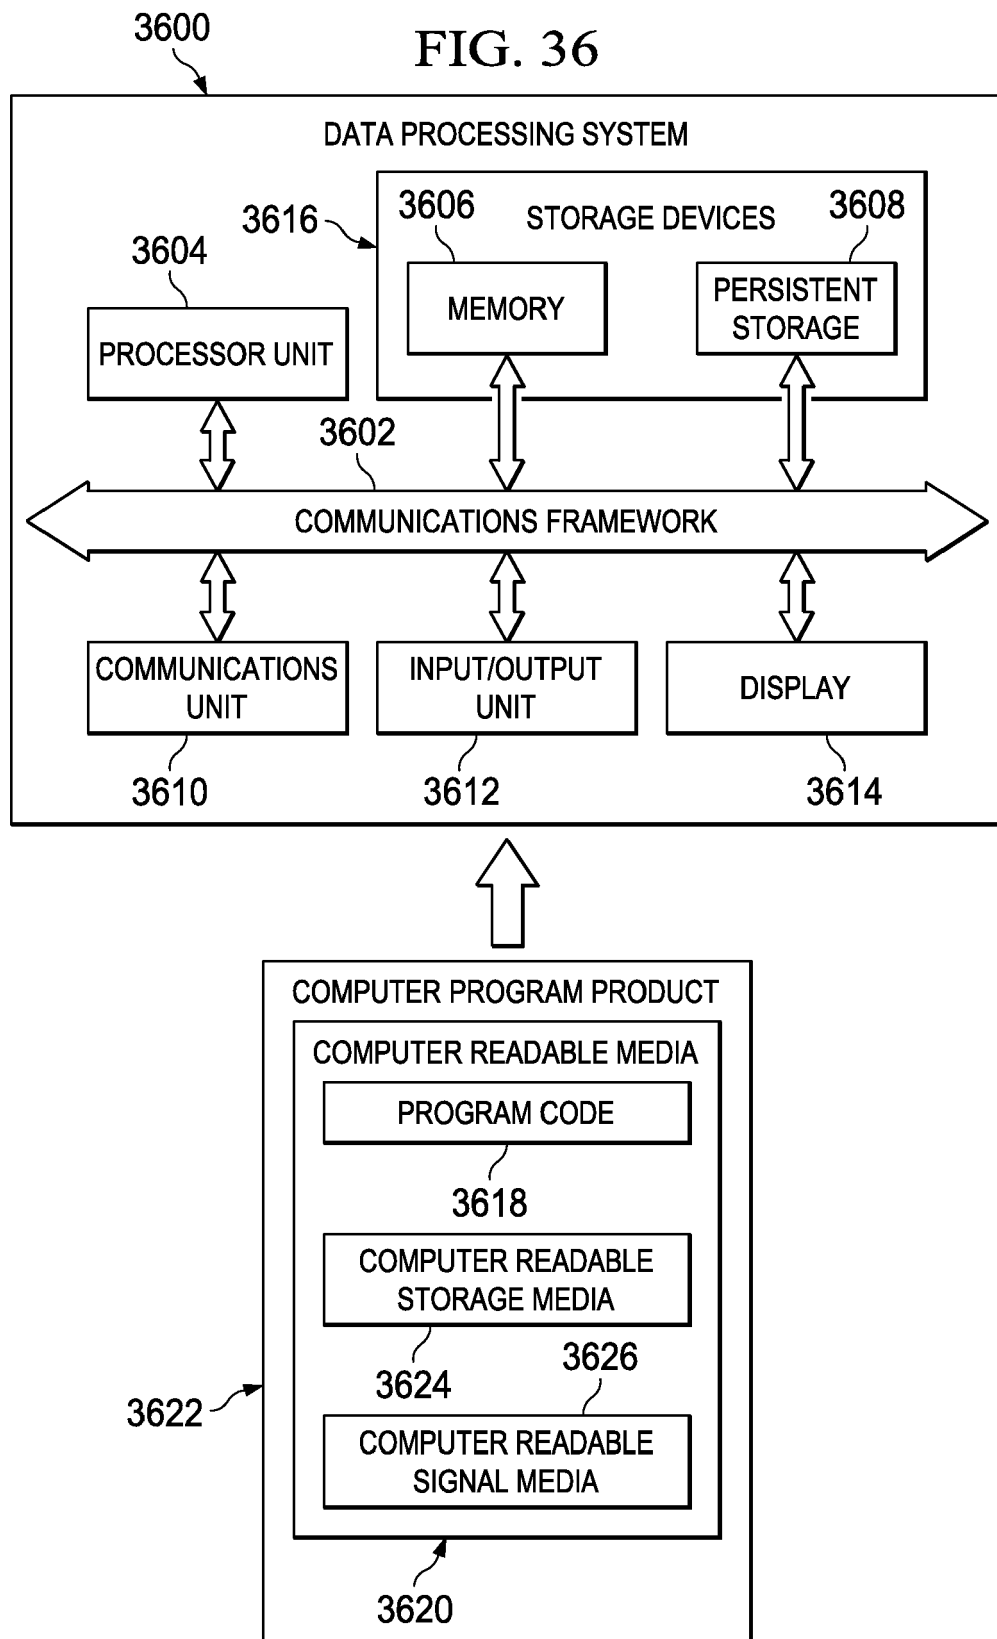 3600
FIG. 36
DATA PROCESSING SYSTEM
3616
3606
STORAGE DEVICES
3608
3604
MEMORY
PERSISTENT
STORAGE
PROCESSOR UNIT
3602
COMMUNICATIONS FRAMEWORK
COMMUNICATIONS
UNIT
INPUT/OUTPUT
UNIT
DISPLAY
3610
3612
3614
COMPUTER PROGRAM PRODUCT
COMPUTER READABLE MEDIA
PROGRAM CODE
3618
COMPUTER READABLE
STORAGE MEDIA
3624
3626
3622
COMPUTER READABLE
SIGNAL MEDIA
3620